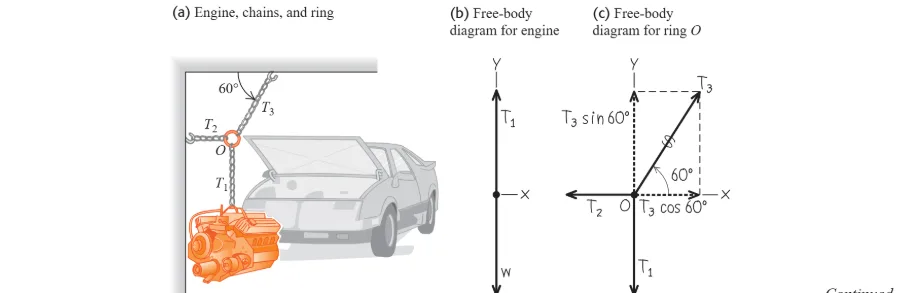 (a) Engine, chains, and ring
60°
T3
T2
O
T1
(b) Free-body
diagram for engine
y
T1
x
w
(c) Free-body
diagram for ring O
y
T3
T3 sin 60°
60°
T2
O
T3 cos 60°
x
T1
Continued